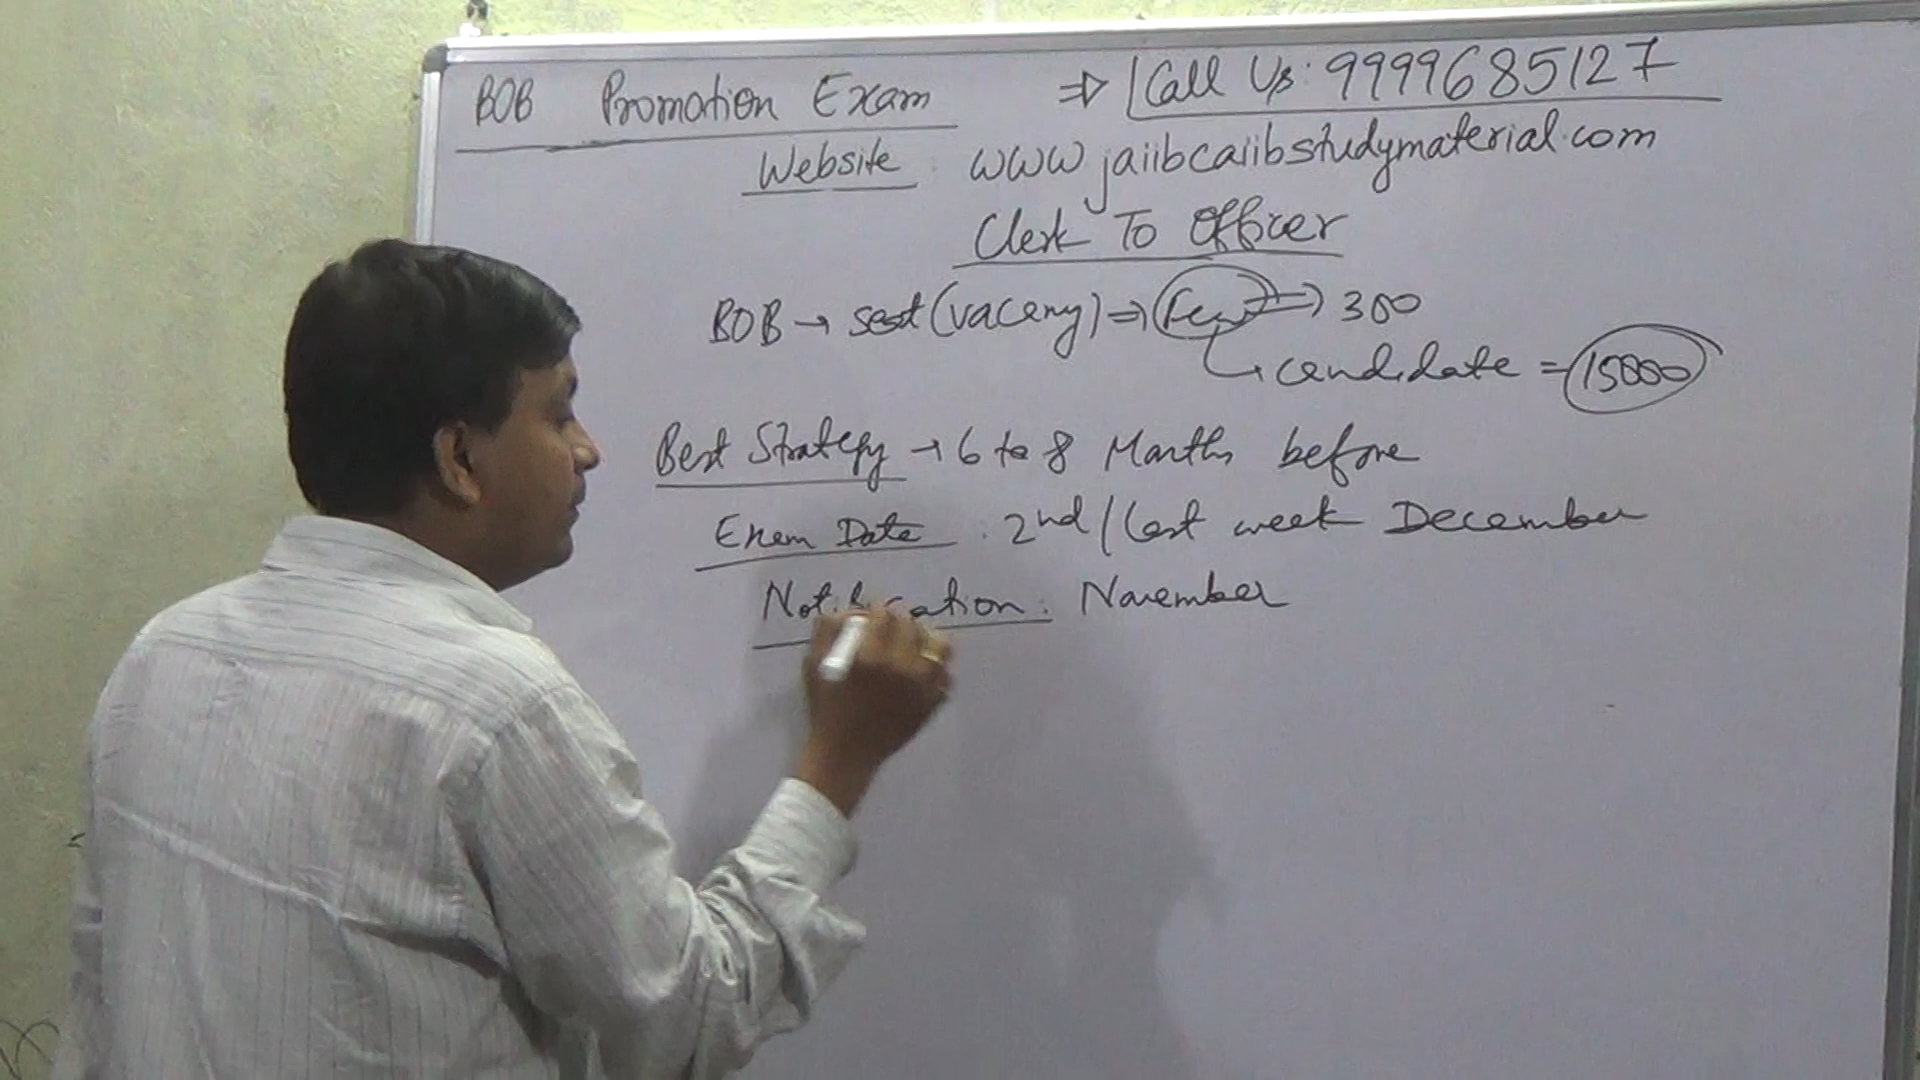 BOB Promotion Exam ⇒ Call Us: 9999685127
Website : www.jaiibcaiibstudymaterial.com
Clerk To Officer
BOB → seat (vaceny) ⇒ Few ⇒ 300
↳ candidate = 15000
Best Strategy → 6 to 8 Months before
Exam Date : 2nd / Last week December
Notification : November